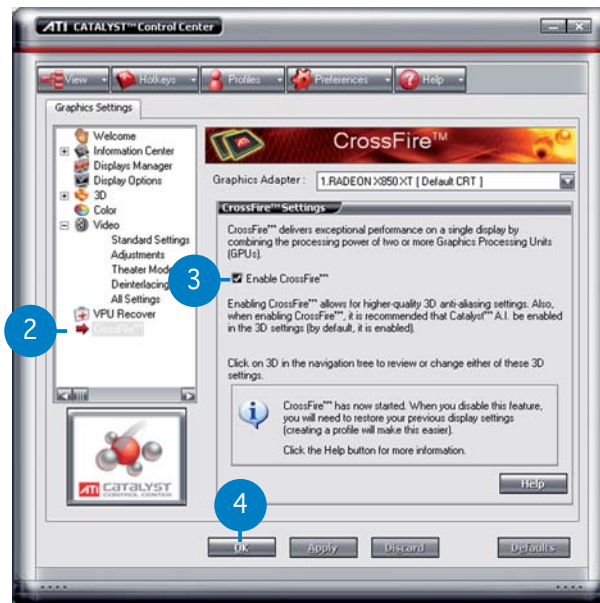 ATI CATALYST™ Control Center
View Hotkeys Profiles Preferences Help
Graphics Settings
Welcome
Information Center
Displays Manager
Display Options
3D
Color
Video
Standard Settings
Adjustments
Theater Mode
Deinterlacing
All Settings
VPU Recover
CrossFire™
2
ATI CATALYST
CONTROL CENTER
CrossFire™
Graphics Adapter : 1.RADEON X850 XT [ Default CRT ]
CrossFire™ Settings
CrossFire™ delivers exceptional performance on a single display by
combining the processing power of two or more Graphics Processing Units
(GPUs).
3
Enable CrossFire™
Enabling CrossFire™ allows for higher-quality 3D anti-aliasing settings. Also,
when enabling CrossFire™, it is recommended that Catalyst™ A.I. be enabled
in the 3D settings (by default, it is enabled).
Click on 3D in the navigation tree to review or change either of these 3D
settings.
CrossFire™ has now started. When you disable this feature,
you will need to restore your previous display settings
(creating a profile will make this easier).
Click the Help button for more information.
Help
4
OK Apply Discard Defaults